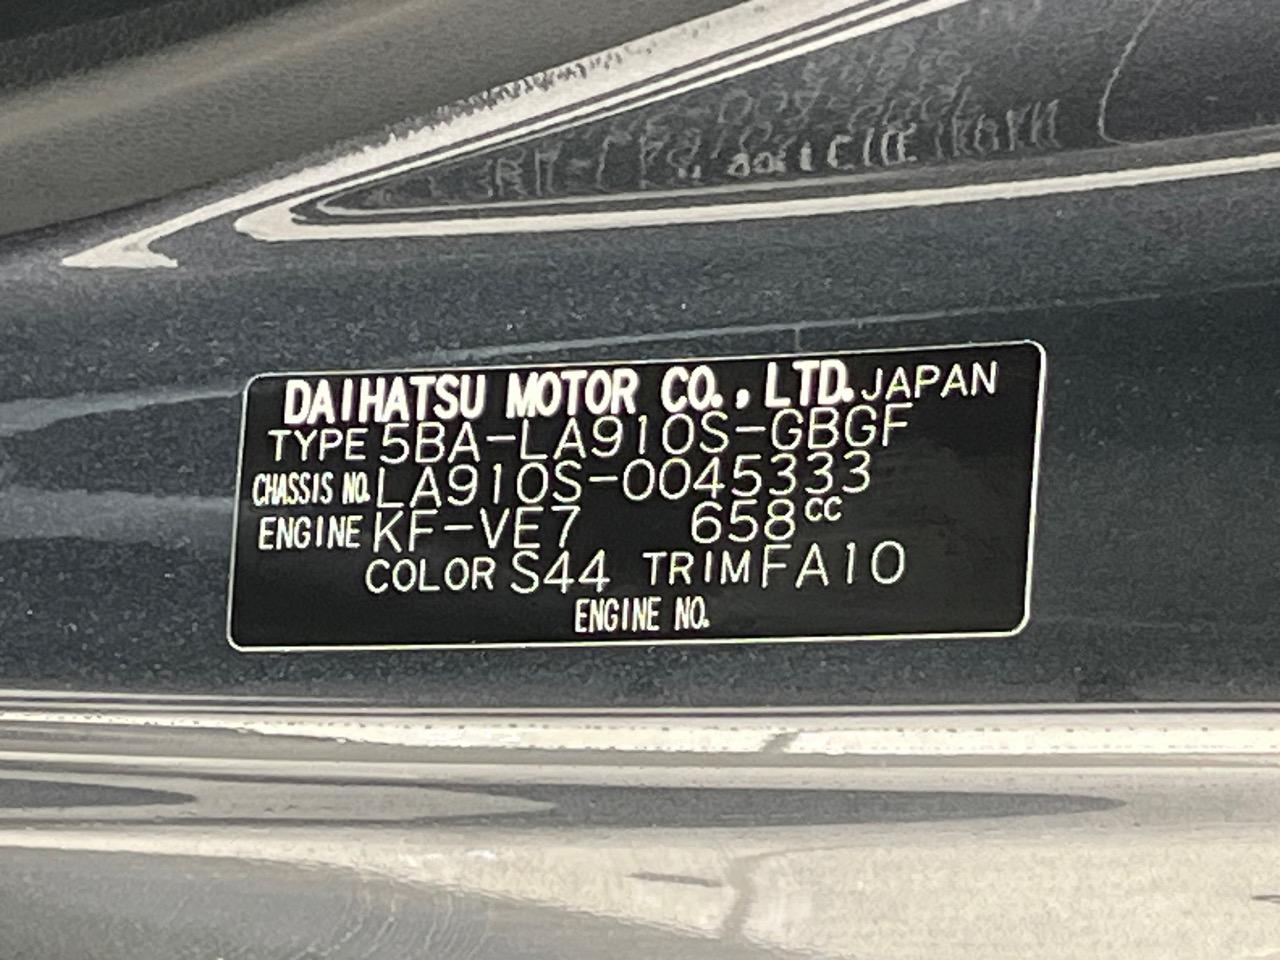 DAIHATSU MOTOR CO., LTD. JAPAN
TYPE 5BA-LA910S-GBGF
CHASSIS NO. LA910S-0045333
ENGINE KF-VE7 658CC
COLOR S44 TRIM FA10
ENGINE NO.